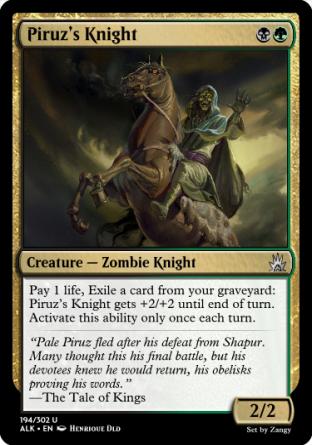 Piruz's Knight
Creature — Zombie Knight
Pay 1 life, Exile a card from your graveyard:
Piruz's Knight gets +2/+2 until end of turn.
Activate this ability only once each turn.
"Pale Piruz fled after his defeat from Shapur.
Many thought this his final battle, but his
devotees knew he would return, his obelisks
proving his words."
—The Tale of Kings
2/2
194/302 U
ALK • EN Henrique Dld
Set by Zangy